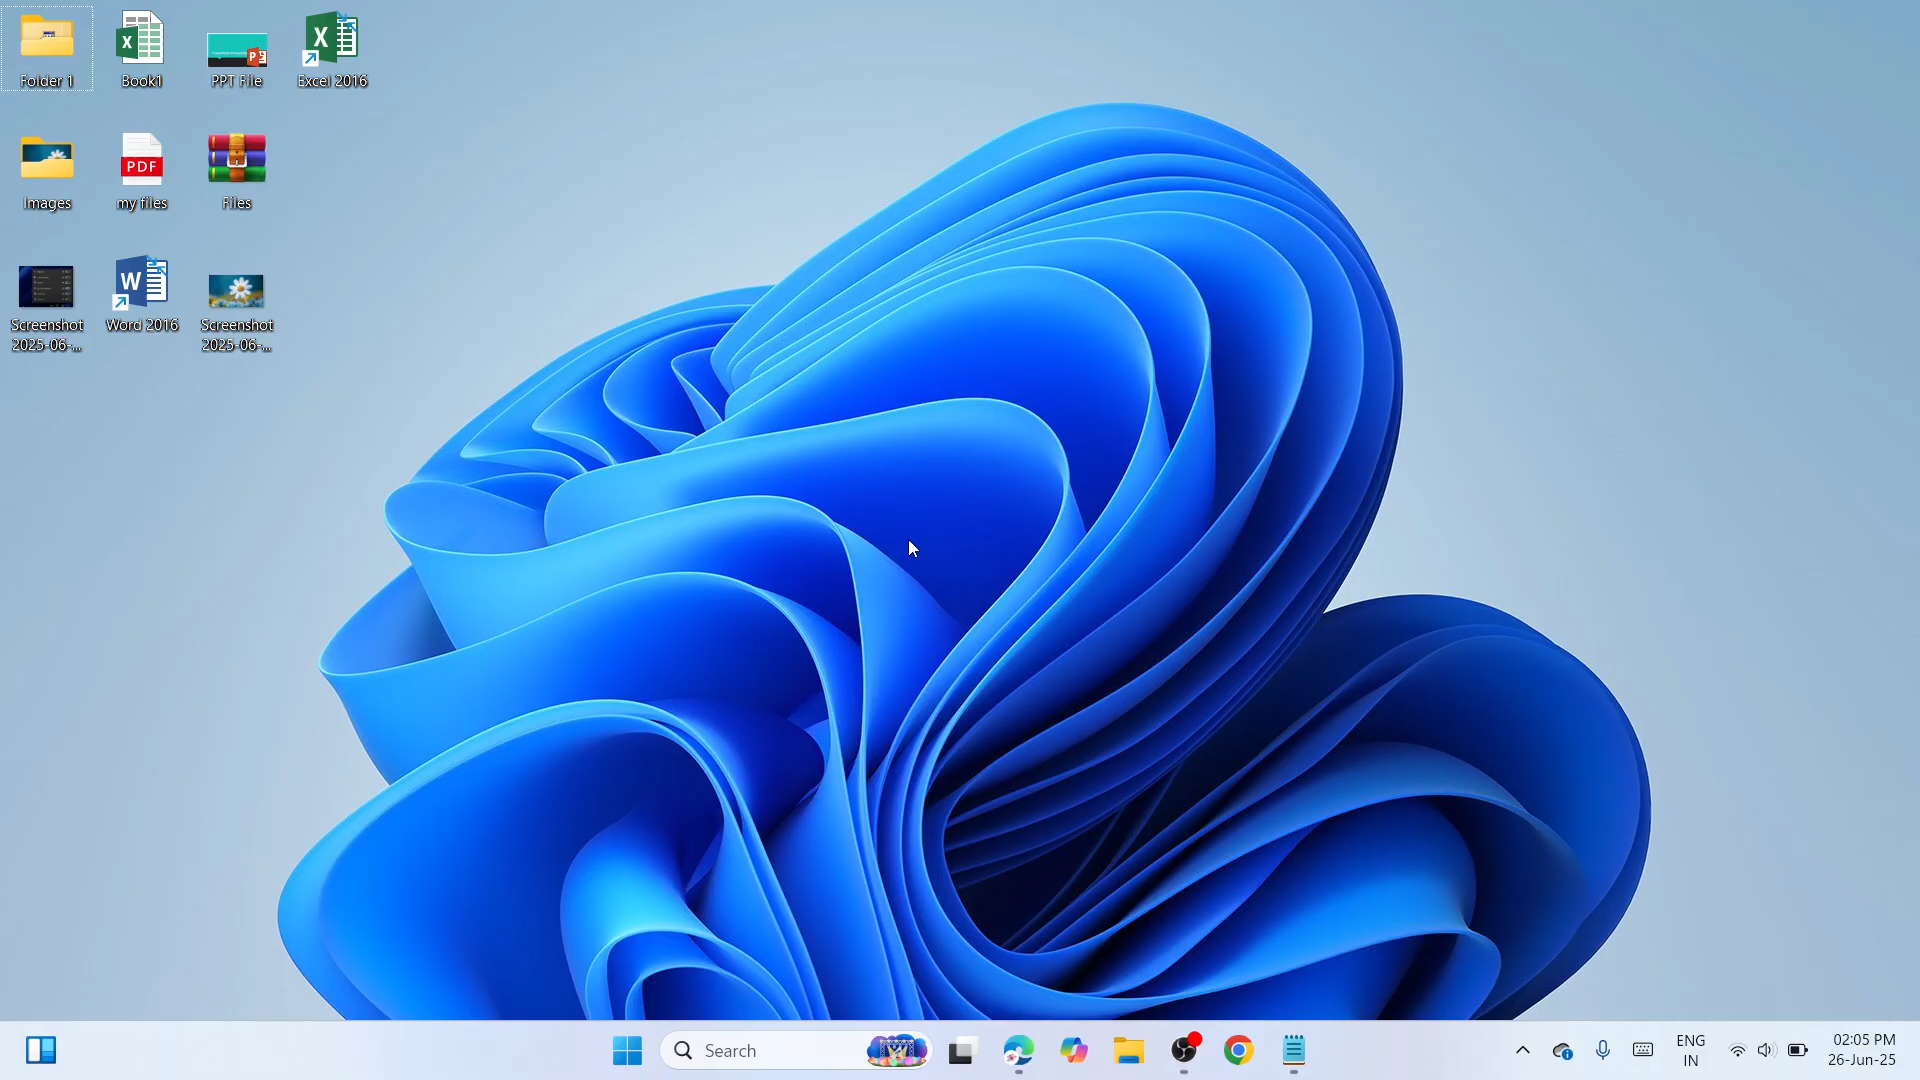 Folder 1
Book1
PPT File
Excel 2016
Images
my files
Files
Screenshot
2025-06-...
Word 2016
Screenshot
2025-06-...
PDF
Search
ENG
IN
02:05 PM
26-Jun-25